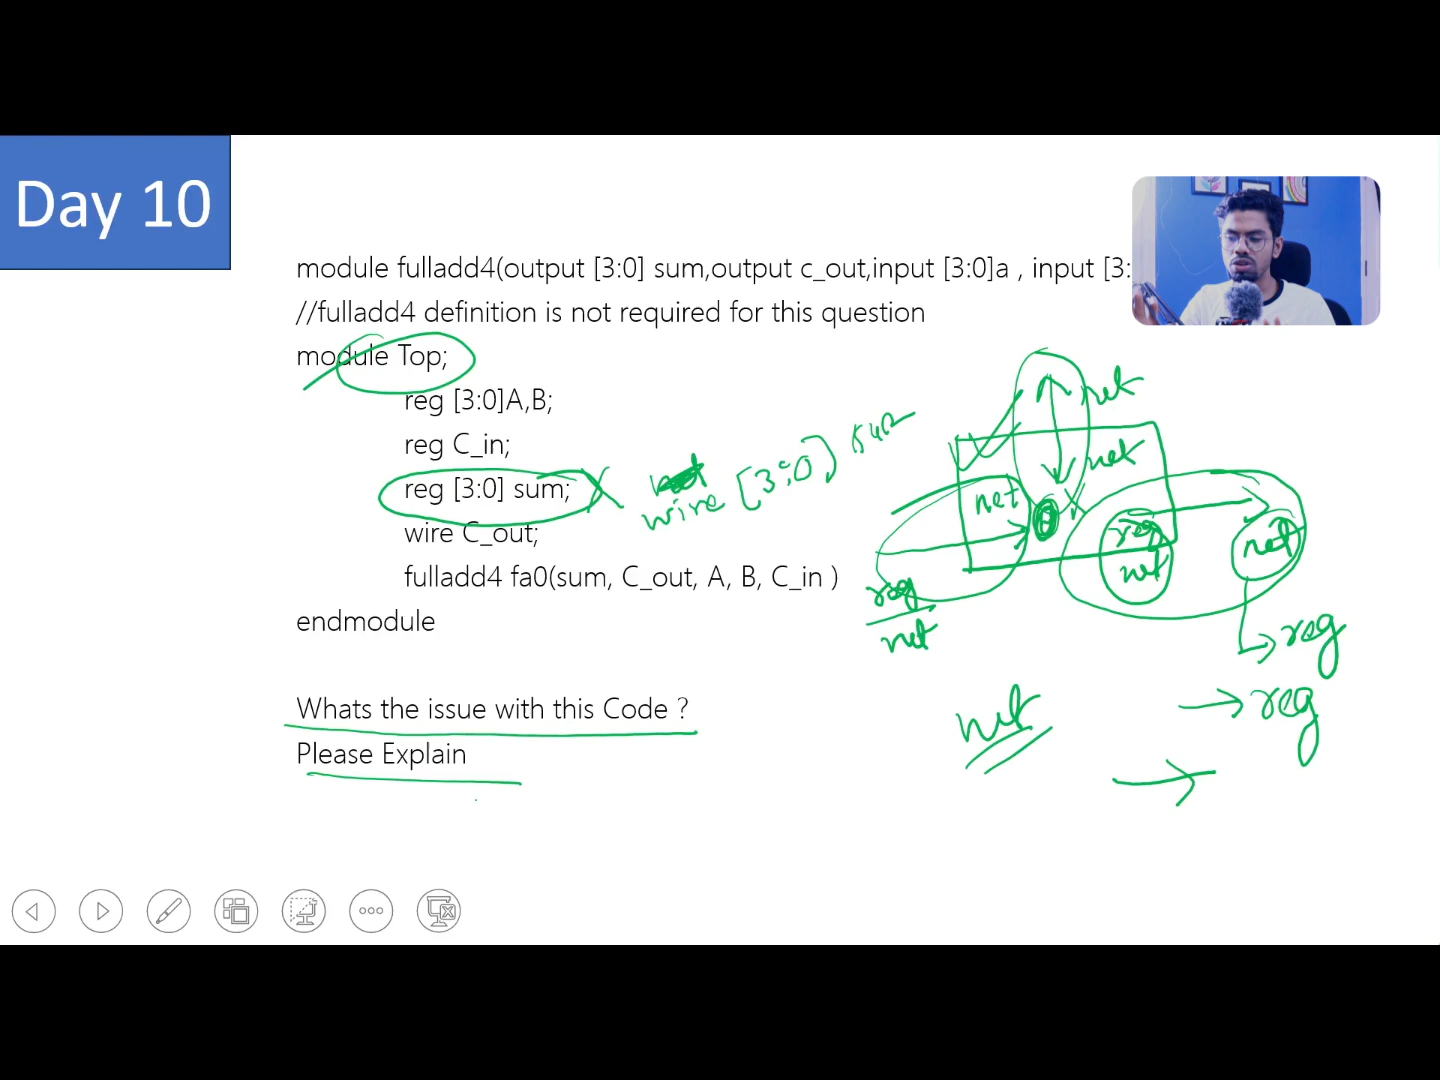 Day 10
module fulladd4(output [3:0] sum,output c_out,input [3:0]a , input [3:
//fulladd4 definition is not required for this question
module Top;
reg [3:0]A,B;
reg C_in;
reg [3:0] sum;
wire [3:0]
wire C_out;
fulladd4 fa0(sum, C_out, A, B, C_in )
endmodule
net
net
net
reg
net
net
reg
net
reg
reg
net
Whats the issue with this Code ?
Please Explain